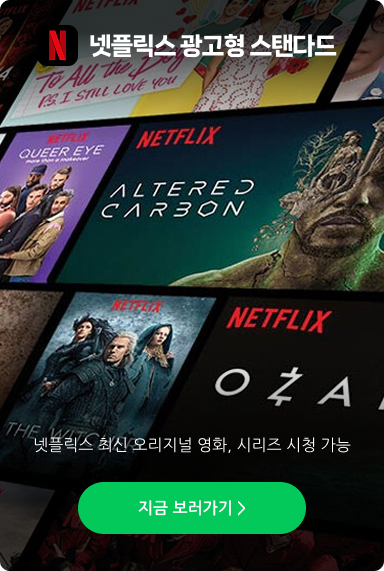 N 넷플릭스 광고형 스탠다드
To All the Boys
P.S. I STILL LOVE YOU
NETFLIX
QUEER EYE
more than a makeover
NETFLIX
ALTERED
CARBON
NETFLIX
THE WITCHER
NETFLIX
OZA
넷플릭스 최신 오리지널 영화, 시리즈 시청 가능
지금 보러가기 >